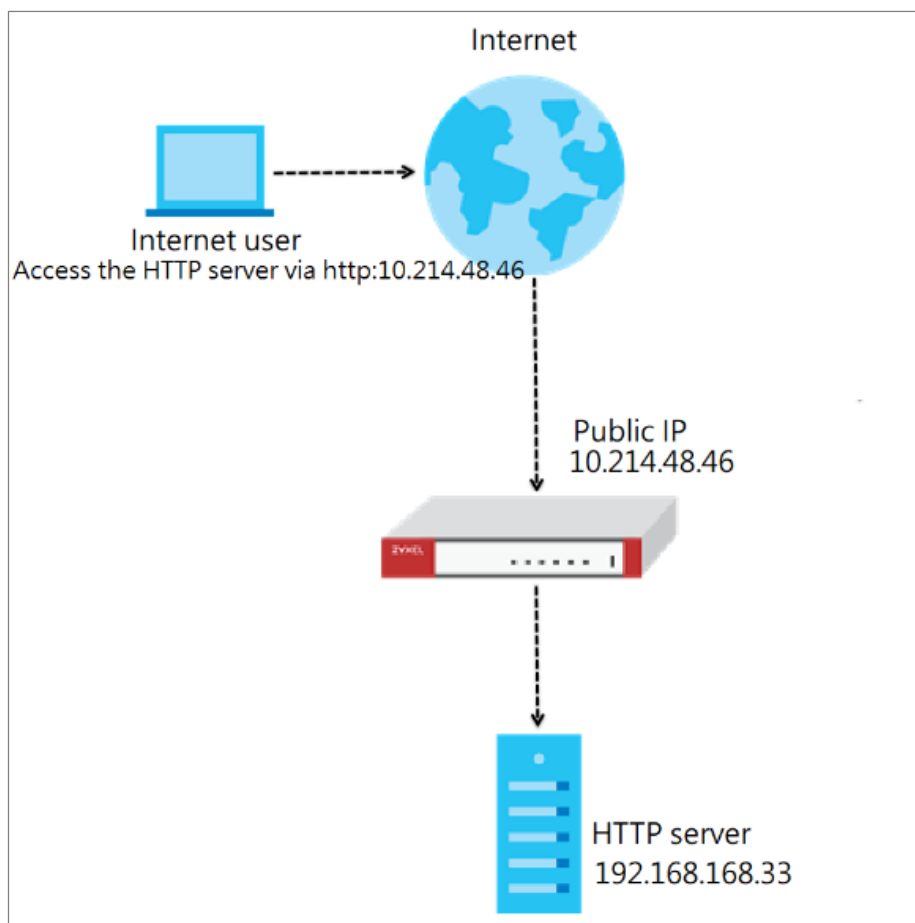 Internet
Internet user
Access the HTTP server via http:10.214.48.46
Public IP
10.214.48.46
ZYXEL
HTTP server
192.168.168.33